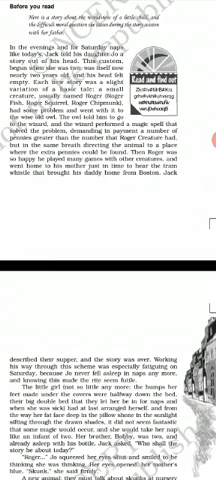 Before you read
Here is a story about the worldview of a little child, and
the difficult moral question she raises during the story session
with her father.
In the evenings and for Saturday naps
like today's, Jack told his daughter Jo a
story out of his head. This custom,
begun when she was two, was itself now
nearly two years old, and his head felt
empty. Each new story was a slight
variation of a basic tale: a small
creature, usually named Roger (Roger
Fish, Roger Squirrel, Roger Chipmunk),
had some problem and went with it to
the wise old owl. The owl told him to go
to the wizard, and the wizard performed a magic spell that
solved the problem, demanding in payment a number of
pennies greater than the number that Roger Creature had,
but in the same breath directing the animal to a place
where the extra pennies could be found. Then Roger was
so happy he played many games with other creatures, and
went home to his mother just in time to hear the train
whistle that brought his daddy home from Boston. Jack
Read and find out
described their supper, and the story was over. Working
his way through this scheme was especially fatiguing on
Saturday, because Jo never fell asleep in naps any more,
and knowing this made the rite seem futile.
The little girl (not so little any more; the bumps her
feet made under the covers were halfway down the bed,
their big double bed that they let her be in for naps and
when she was sick) had at last arranged herself, and from
the way her fat face deep in the pillow shone in the sunlight
sifting through the drawn shades, it did not seem fantastic
that some magic would occur, and she would take her nap
like an infant of two. Her brother, Bobby, was two, and
already asleep with his bottle. Jack asked, "Who shall the
story be about today?"
"Roger..." Jo squeezed her eyes shut and smiled to be
thinking she was thinking. Her eyes opened, her mother's
blue. "Skunk," she said firmly.
A new animal; they must talk about skunks at nursery